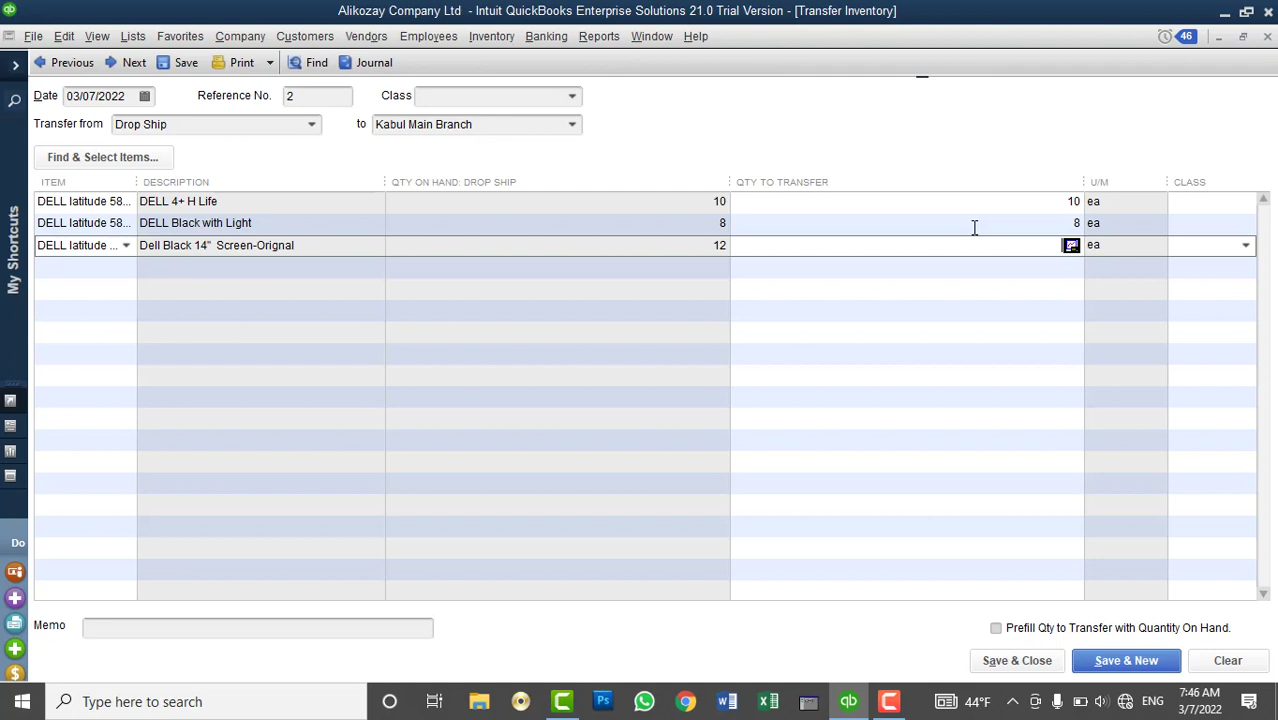 Alikozay Company Ltd - Intuit QuickBooks Enterprise Solutions 21.0 Trial Version - [Transfer Inventory]
File Edit View Lists Favorites Company Customers Vendors Employees Inventory Banking Reports Window Help 46
Previous Next Save Print Find Journal
Date 03/07/2022 Reference No. 2 Class
Transfer from Drop Ship to Kabul Main Branch
Find & Select Items...
ITEM DESCRIPTION QTY ON HAND: DROP SHIP QTY TO TRANSFER U/M CLASS
DELL latitude 58... DELL 4+ H Life 10 10 ea
DELL latitude 58... DELL Black with Light 8 8 ea
DELL latitude ... Dell Black 14" Screen-Orignal 12 ea
My Shortcuts
Do
Memo
Prefill Qty to Transfer with Quantity On Hand.
Save & Close Save & New Clear
Type here to search 44°F ENG 7:46 AM
3/7/2022